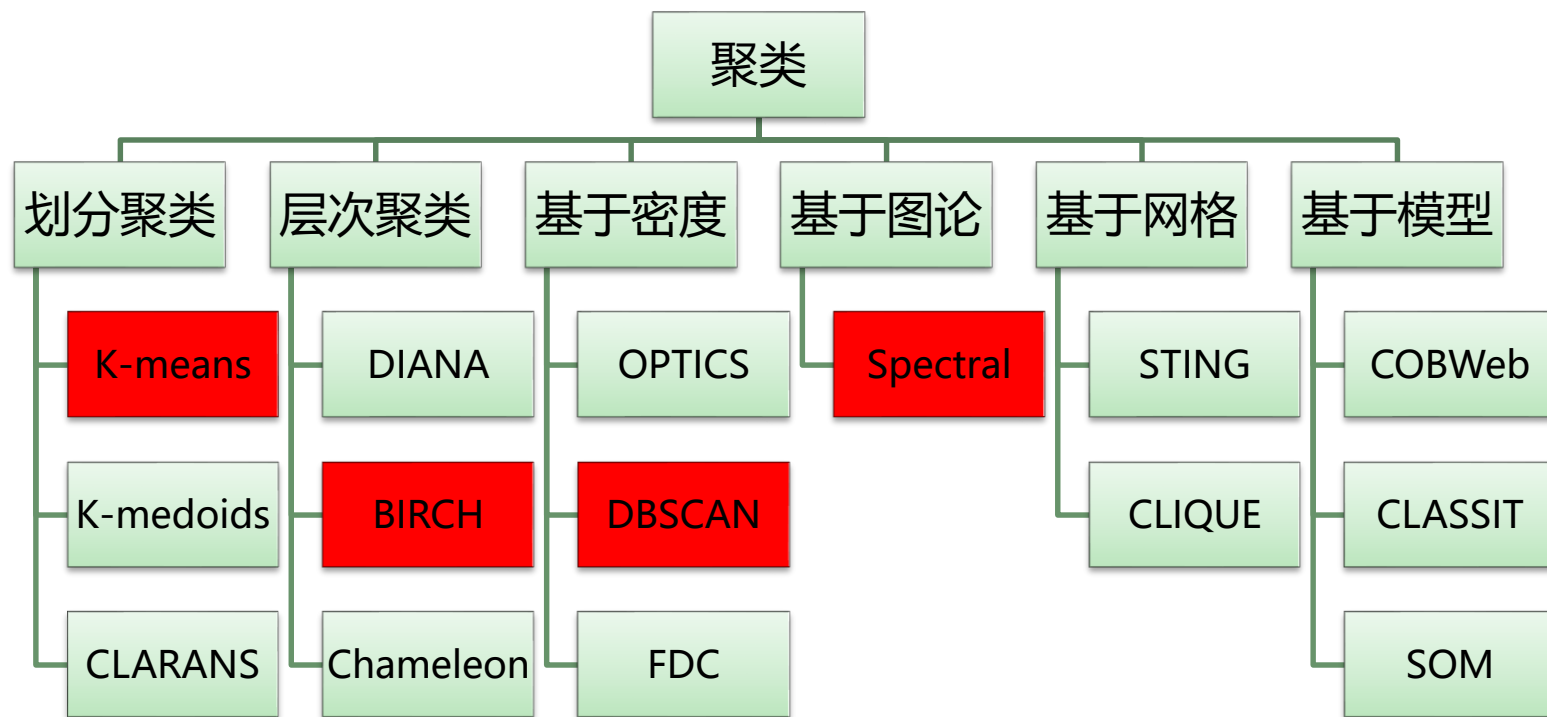 聚类
划分聚类
层次聚类
基于密度
基于图论
基于网格
基于模型
K-means
DIANA
OPTICS
Spectral
STING
COBWeb
K-medoids
BIRCH
DBSCAN
CLIQUE
CLASSIT
CLARANS
Chameleon
FDC
SOM